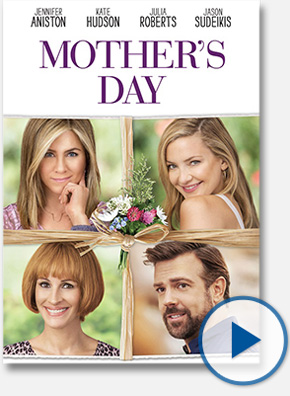 JENNIFER KATE JULIA JASON
ANISTON HUDSON ROBERTS SUDEIKIS
MOTHER'S
DAY